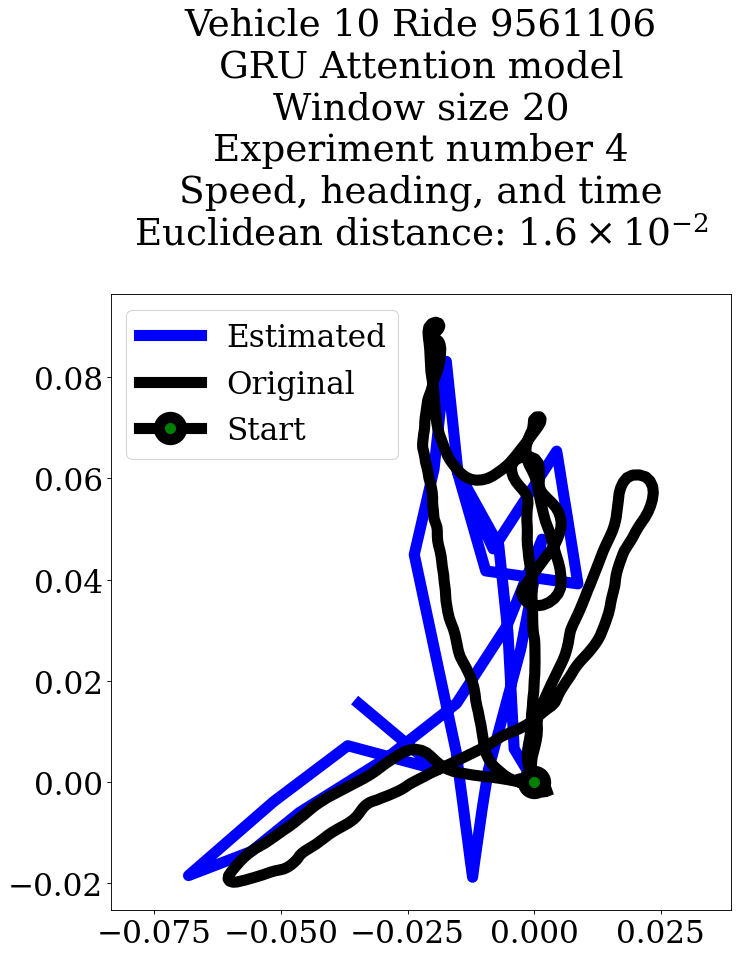 Vehicle 10 Ride 9561106
GRU Attention model
Window size 20
Experiment number 4
Speed, heading, and time
Euclidean distance: 1.6 × 10⁻²
Estimated
Original
Start
0.08
0.06
0.04
0.02
0.00
−0.02
−0.075 −0.050 −0.025 0.000 0.025